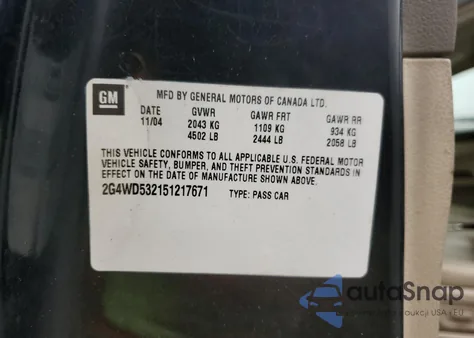 GM
MFD BY GENERAL MOTORS OF CANADA LTD.
DATE GVWR GAWR FRT GAWR RR
11/04 2043 KG 1109 KG 934 KG
4502 LB 2444 LB 2058 LB
THIS VEHICLE CONFORMS TO ALL APPLICABLE U.S. FEDERAL MOTOR
VEHICLE SAFETY, BUMPER, AND THEFT PREVENTION STANDARDS IN
EFFECT ON THE DATE OF MANUFACTURE SHOWN ABOVE.
2G4WD532151217671 TYPE: PASS CAR
autoSnap
aukcji USA i EU